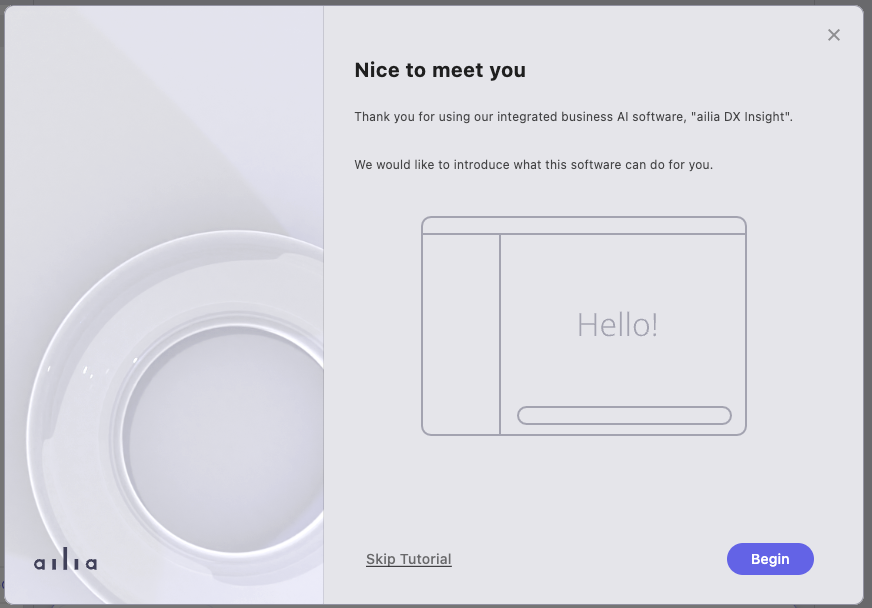 Nice to meet you
Thank you for using our integrated business AI software, "ailia DX Insight".
We would like to introduce what this software can do for you.
Hello!
ailia
Skip Tutorial
Begin